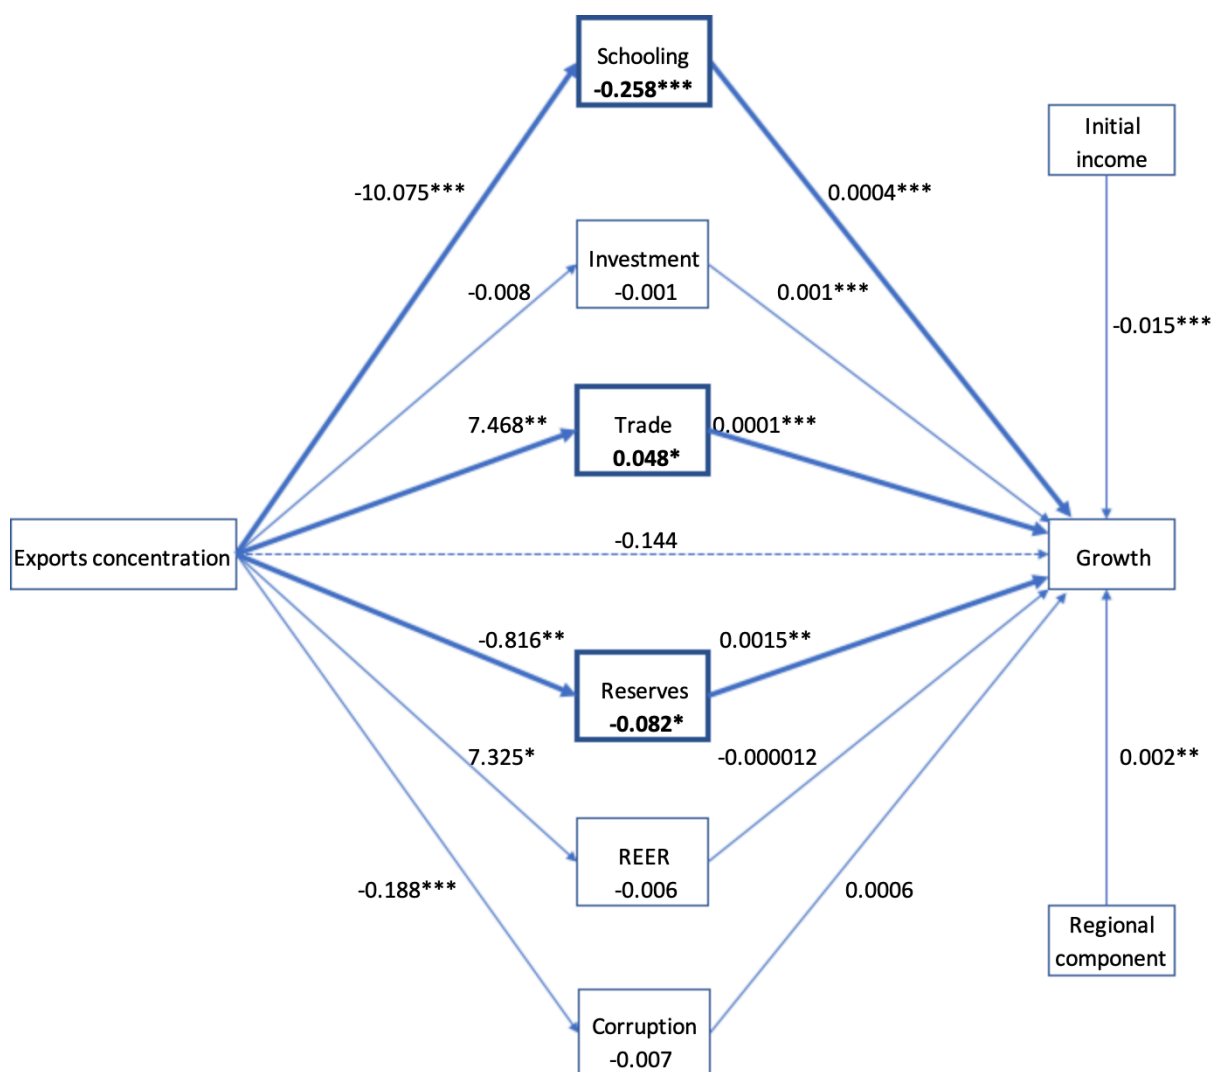 Schooling
-0.258***
Initial
income
-10.075***
0.0004***
Investment
-0.001
-0.008
0.001***
-0.015***
Trade
0.048*
7.468**
0.0001***
-0.144
Exports concentration
Growth
-0.816**
0.0015**
Reserves
-0.082*
7.325*
-0.000012
0.002**
REER
-0.006
-0.188***
0.0006
Regional
component
Corruption
-0.007